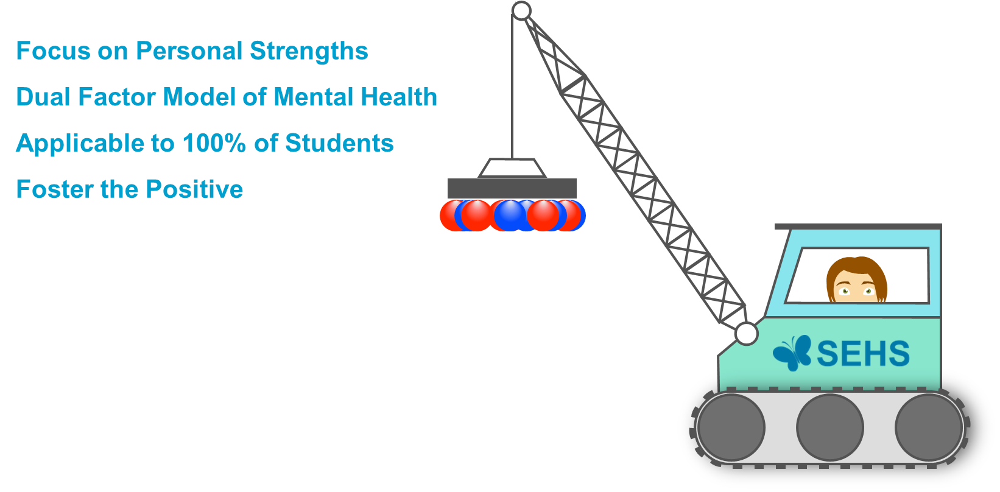 Focus on Personal Strengths
Dual Factor Model of Mental Health
Applicable to 100% of Students
Foster the Positive
SEHS